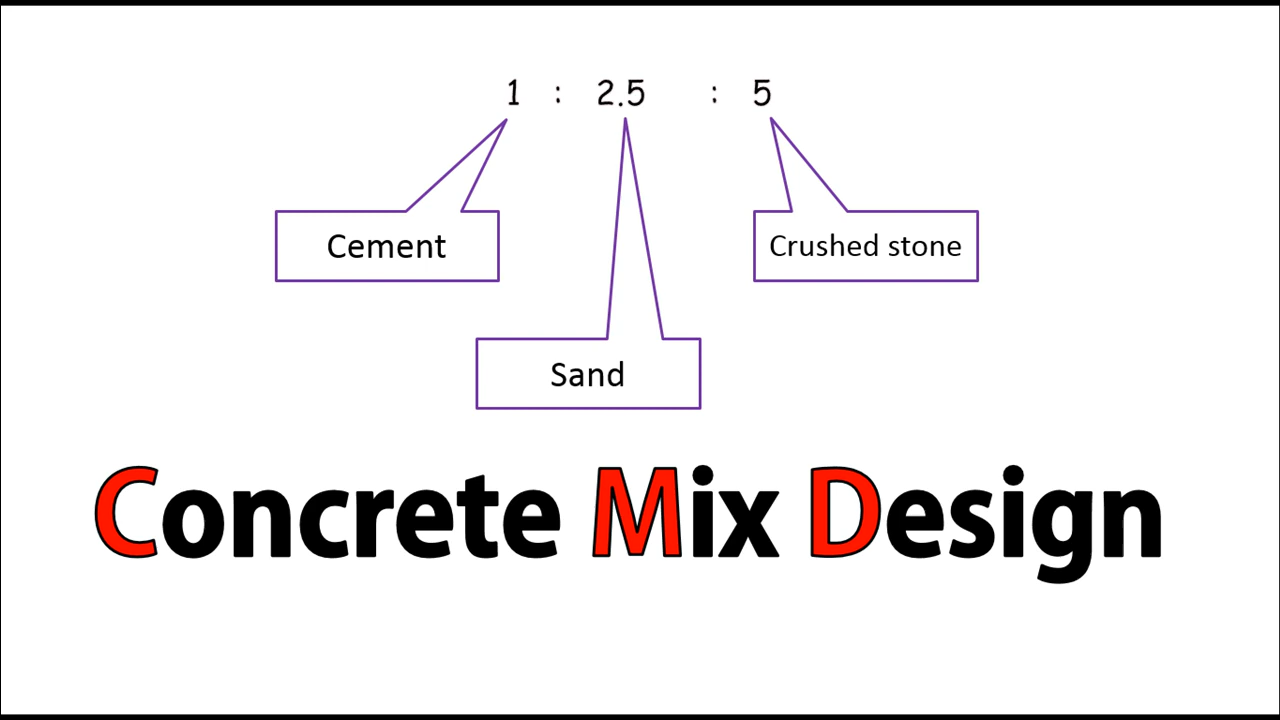 1 : 2.5 : 5
Cement
Crushed stone
Sand
Concrete Mix Design